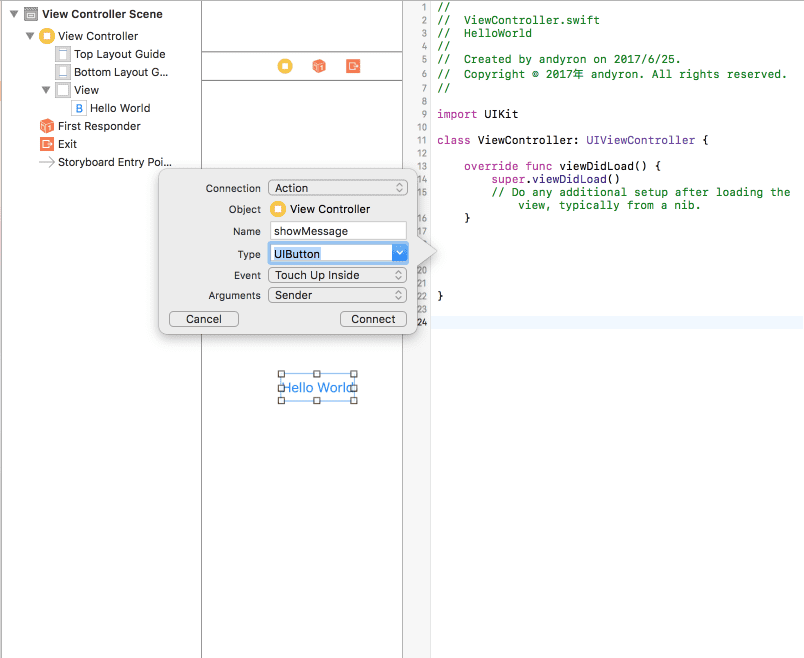 View Controller Scene
View Controller
Top Layout Guide
Bottom Layout G...
View
B Hello World
First Responder
Exit
Storyboard Entry Poi...
Connection Action
Object View Controller
Name showMessage
Type UIButton
Event Touch Up Inside
Arguments Sender
Cancel Connect
Hello World
1 //
2 //  ViewController.swift
3 //  HelloWorld
4 //
5 //  Created by andyron on 2017/6/25.
6 //  Copyright © 2017年 andyron. All rights reserved.
7 //
8
9 import UIKit
10
11 class ViewController: UIViewController {
12
13     override func viewDidLoad() {
14         super.viewDidLoad()
15         // Do any additional setup after loading the
view, typically from a nib.
16     }
17
20
21
22 }
23
24